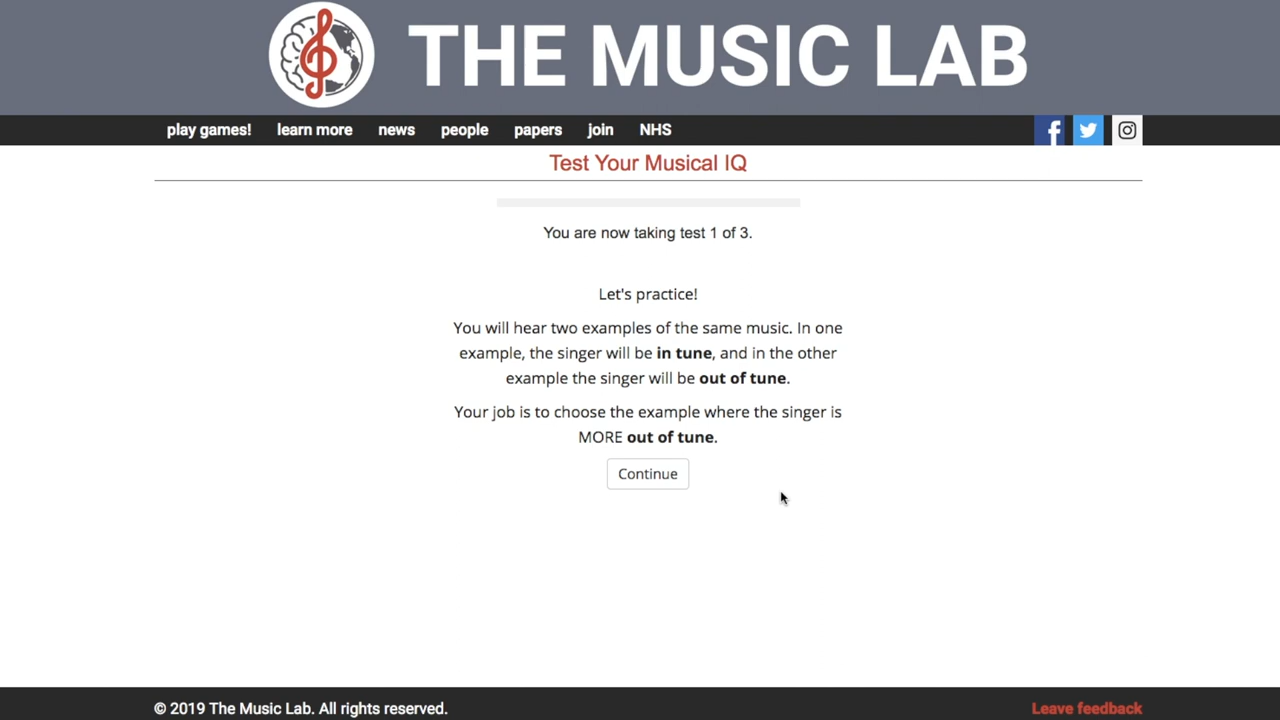 THE MUSIC LAB
play games! learn more news people papers join NHS
Test Your Musical IQ
You are now taking test 1 of 3.
Let's practice!
You will hear two examples of the same music. In one
example, the singer will be in tune, and in the other
example the singer will be out of tune.
Your job is to choose the example where the singer is
MORE out of tune.
Continue
© 2019 The Music Lab. All rights reserved. Leave feedback